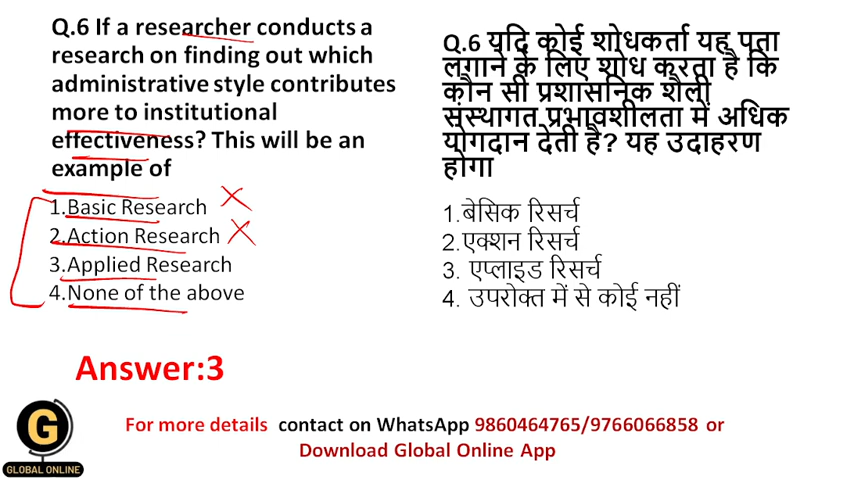 Q.6 If a researcher conducts a
research on finding out which
administrative style contributes
more to institutional
effectiveness? This will be an
example of
1.Basic Research
2.Action Research
3.Applied Research
4.None of the above
Q.6 यदि कोई शोधकर्ता यह पता
लगाने के लिए शोध करता है कि
कौन सी प्रशासनिक शैली
संस्थागत प्रभावशीलता में अधिक
योगदान देती है? यह उदाहरण
होगा
1.बेसिक रिसर्च
2.एक्शन रिसर्च
3. एप्लाइड रिसर्च
4. उपरोक्त में से कोई नहीं
Answer:3
G
GLOBAL ONLINE
For more details contact on WhatsApp 9860464765/9766066858 or
Download Global Online App